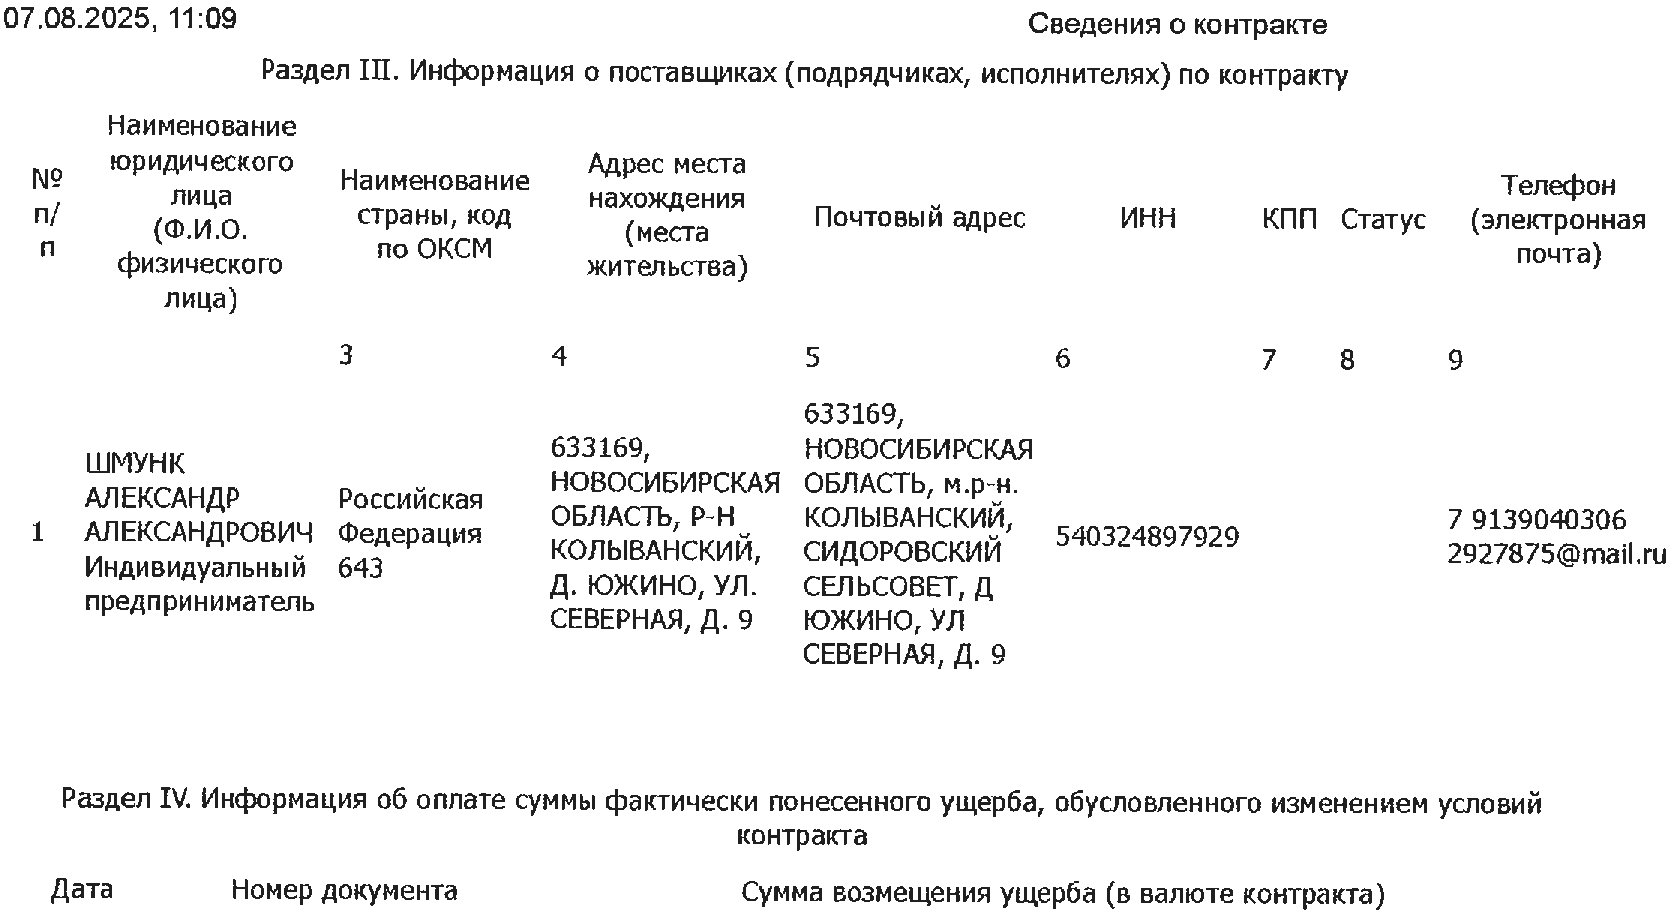 07.08.2025, 11:09
Сведения о контракте
Раздел III. Информация о поставщиках (подрядчиках, исполнителях) по контракту
№
п/
п
Наименование
юридического
лица
(Ф.И.О.
физического
лица)
Наименование
страны, код
по ОКСМ
Адрес места
нахождения
(места
жительства)
Почтовый адрес
ИНН
КПП
Статус
Телефон
(электронная
почта)
3
4
5
6
7
8
9
1
ШМУНК
АЛЕКСАНДР
АЛЕКСАНДРОВИЧ
Индивидуальный
предприниматель
Российская
Федерация
643
633169,
НОВОСИБИРСКАЯ
ОБЛАСТЬ, Р-Н
КОЛЫВАНСКИЙ,
Д. ЮЖИНО, УЛ.
СЕВЕРНАЯ, Д. 9
633169,
НОВОСИБИРСКАЯ
ОБЛАСТЬ, м.р-н.
КОЛЫВАНСКИЙ,
СИДОРОВСКИЙ
СЕЛЬСОВЕТ, Д
ЮЖИНО, УЛ
СЕВЕРНАЯ, Д. 9
540324897929
7 9139040306
2927875@mail.ru
Раздел IV. Информация об оплате суммы фактически понесенного ущерба, обусловленного изменением условий
контракта
Дата
Номер документа
Сумма возмещения ущерба (в валюте контракта)